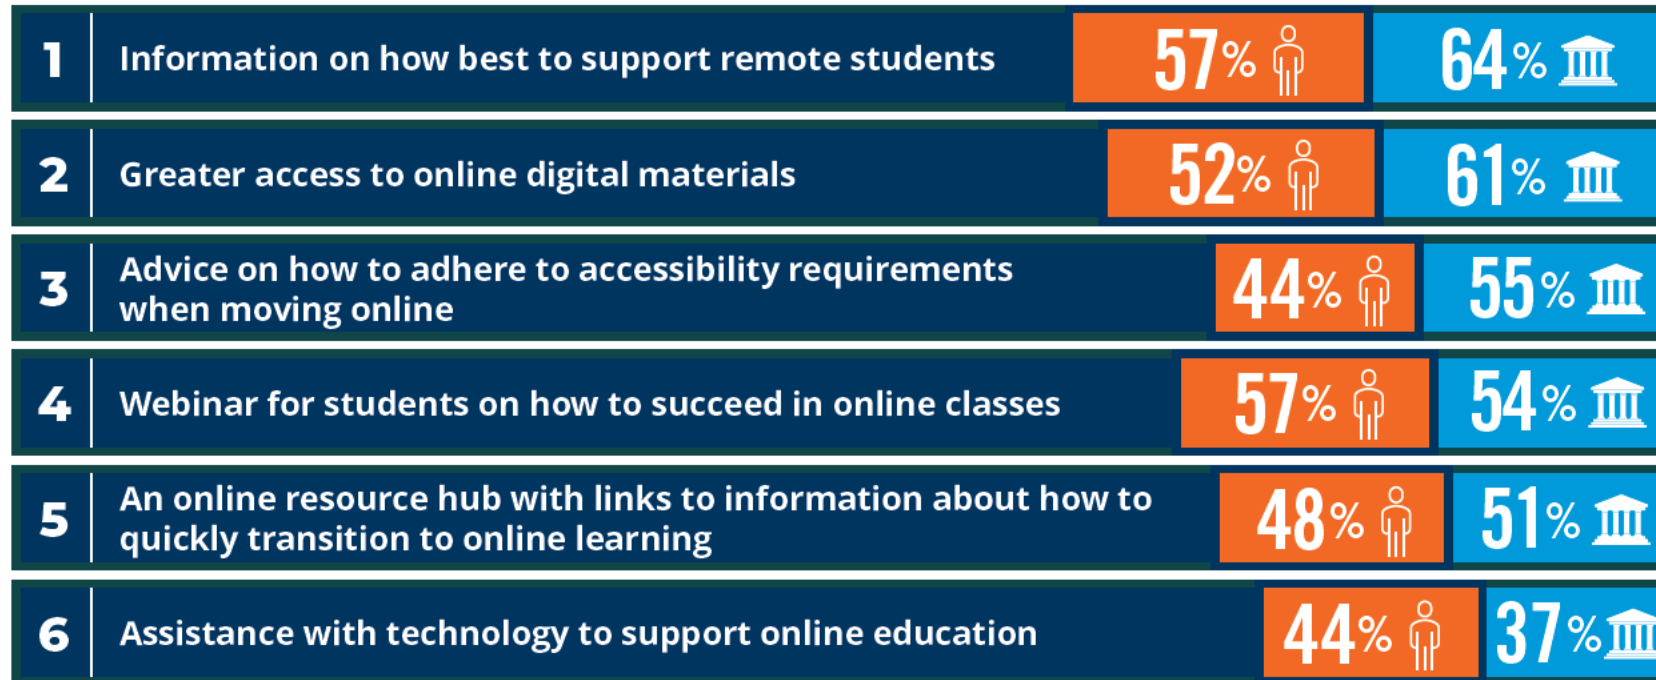 1 Information on how best to support remote students 57% 64%
2 Greater access to online digital materials 52% 61%
3 Advice on how to adhere to accessibility requirements
when moving online 44% 55%
4 Webinar for students on how to succeed in online classes 57% 54%
5 An online resource hub with links to information about how to
quickly transition to online learning 48% 51%
6 Assistance with technology to support online education 44% 37%